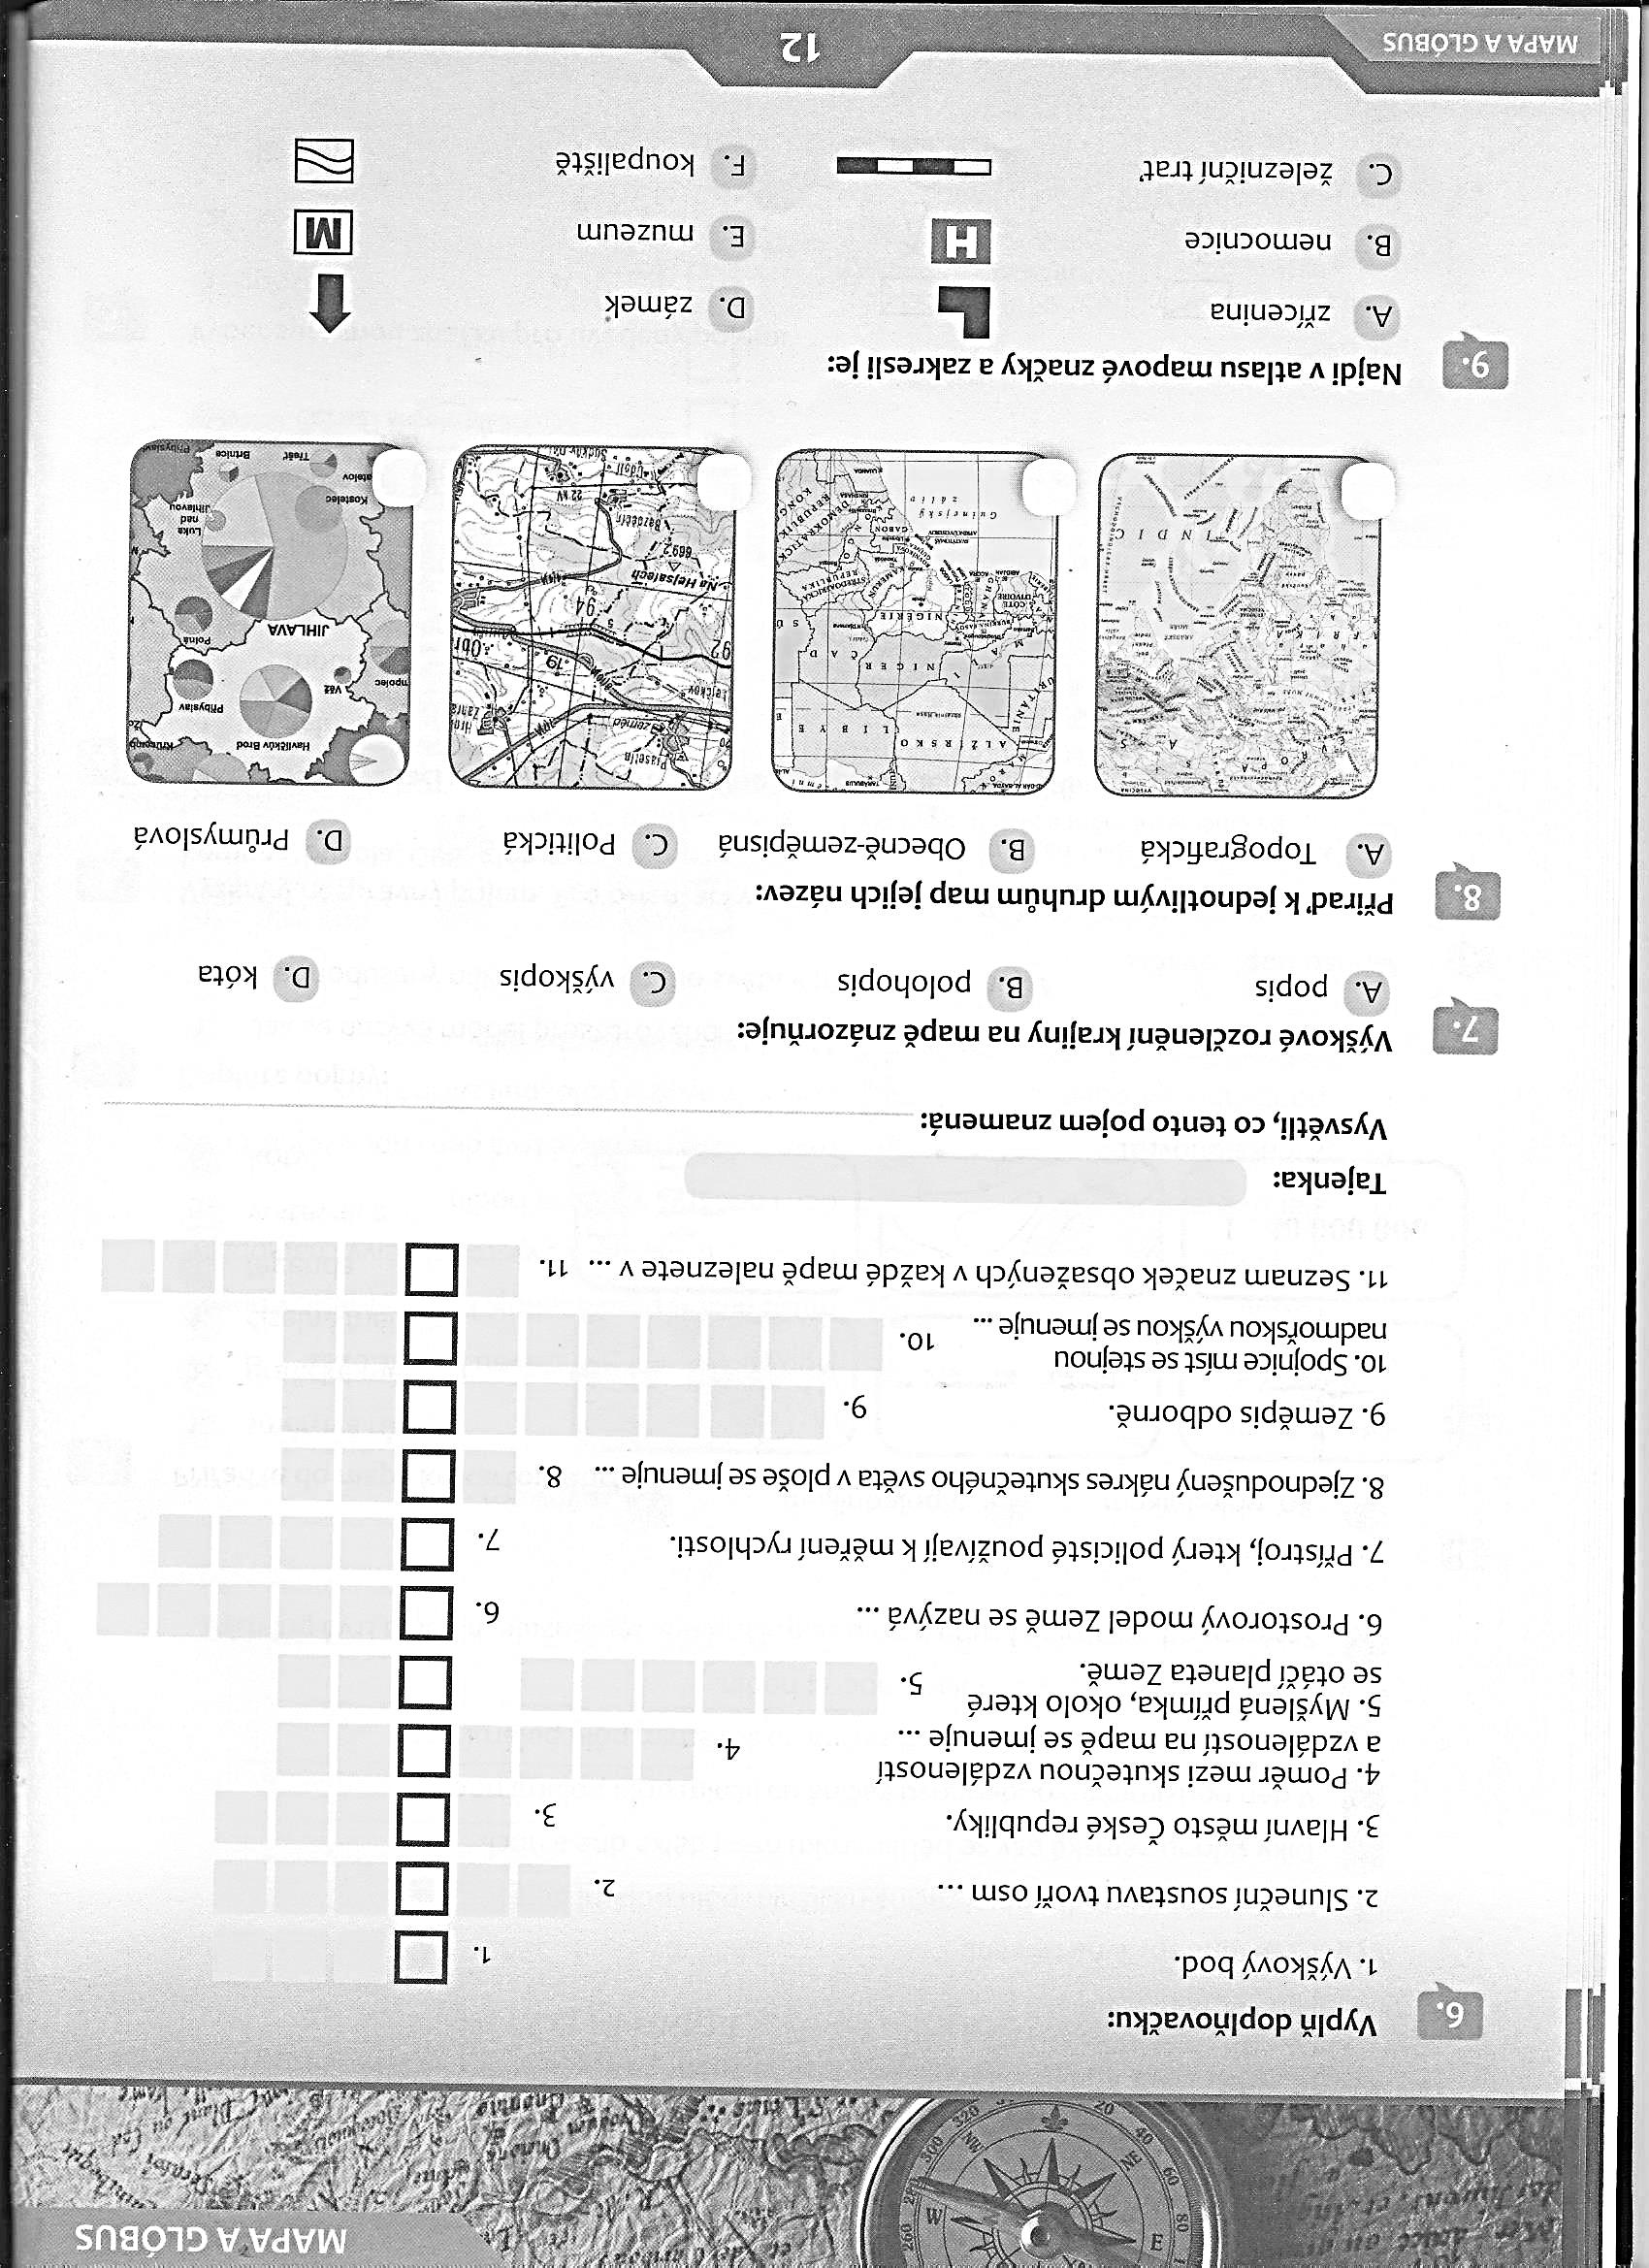 MAPA A GLÓBUS
6. Vyplň doplňovačku:
1. Výškový bod. 1.
2. Sluneční soustavu tvoří osm ... 2.
3. Hlavní město České republiky. 3.
4. Poměr mezi skutečnou vzdáleností
a vzdáleností na mapě se jmenuje ... 4.
5. Myšlená přímka, okolo které
se otáčí planeta Země. 5.
6. Prostorový model Země se nazývá ... 6.
7. Přístroj, který policisté používají k měření rychlosti. 7.
8. Zjednodušený nákres skutečného světa v ploše se jmenuje ... 8.
9. Zeměpis odborně. 9.
10. Spojnice míst se stejnou
nadmořskou výškou se jmenuje ... 10.
11. Seznam značek obsažených v každé mapě naleznete v ... 11.
Tajenka:
Vysvětli, co tento pojem znamená:
7. Výškové rozčlenění krajiny na mapě znázorňuje:
A. popis B. polohopis C. výškopis D. kóta
8. Přiřaď k jednotlivým druhům map jejich název:
A. Topografická B. Obecně-zeměpisná C. Politická D. Průmyslová
9. Najdi v atlasu mapové značky a zakresli je:
A. zřícenina D. zámek
B. nemocnice H E. muzeum M
C. železniční trať F. koupaliště
MAPA A GLÓBUS 12